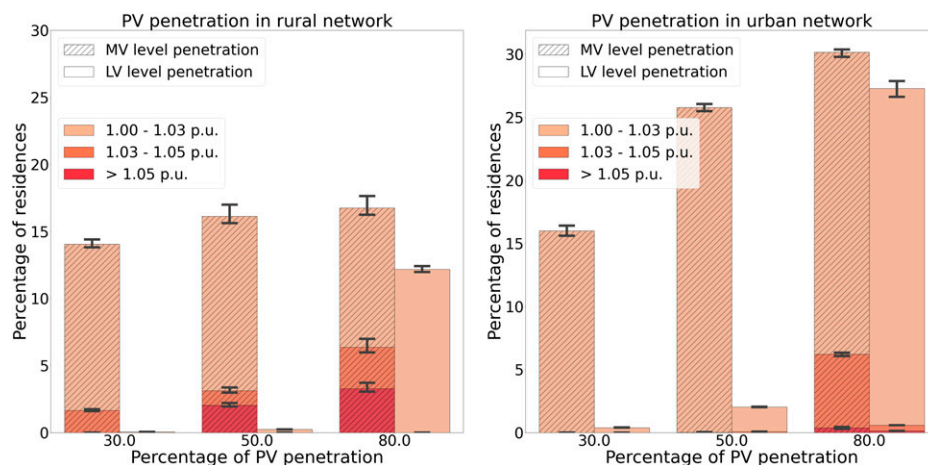 PV penetration in rural network
MV level penetration
LV level penetration
1.00 - 1.03 p.u.
1.03 - 1.05 p.u.
> 1.05 p.u.
Percentage of residences
30
25
20
15
10
5
0
30.0
50.0
80.0
Percentage of PV penetration
PV penetration in urban network
MV level penetration
LV level penetration
1.00 - 1.03 p.u.
1.03 - 1.05 p.u.
> 1.05 p.u.
Percentage of residences
30
25
20
15
10
5
0
30.0
50.0
80.0
Percentage of PV penetration